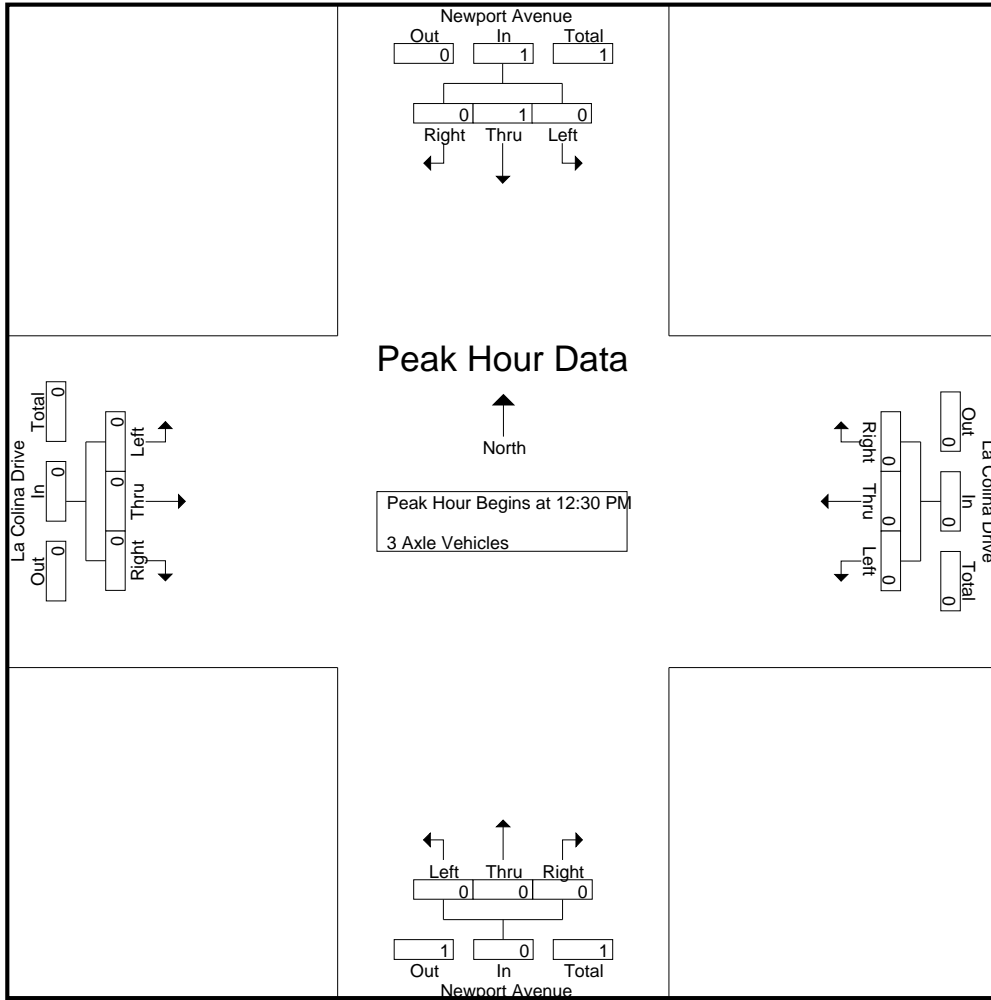 Newport Avenue
Out In Total
0 1 1
0 1 0
Right Thru Left
Peak Hour Data
North
Peak Hour Begins at 12:30 PM
3 Axle Vehicles
La Colina Drive
Out In Total
0 0 0
Right Thru Left
0 0 0
La Colina Drive
Total In Out
0 0 0
Left Thru Right
0 0 0
Left Thru Right
0 0 0
1 0 1
Out In Total
Newport Avenue